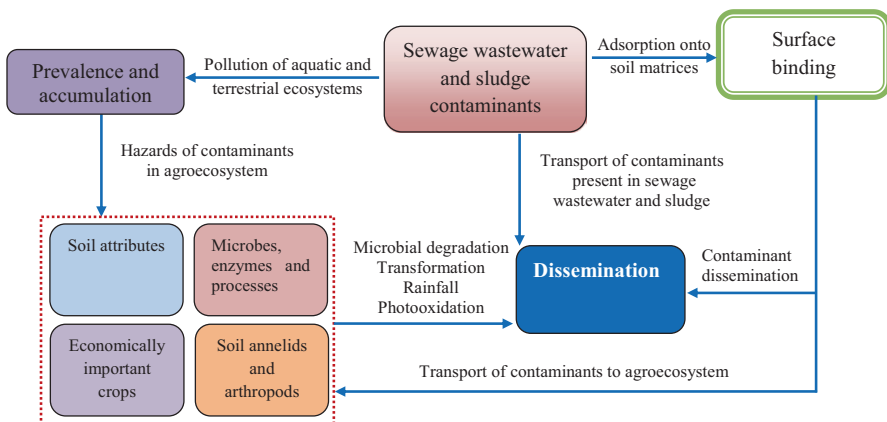 Prevalence and
accumulation
Pollution of aquatic and
terrestrial ecosystems
Sewage wastewater
and sludge
contaminants
Adsorption onto
soil matrices
Surface
binding
Hazards of contaminants
in agroecosystem
Transport of contaminants
present in sewage
wastewater and sludge
Soil attributes
Microbes,
enzymes and
processes
Economically
important
crops
Soil annelids
and
arthropods
Microbial degradation
Transformation
Rainfall
Photooxidation
Dissemination
Contaminant
dissemination
Transport of contaminants to agroecosystem